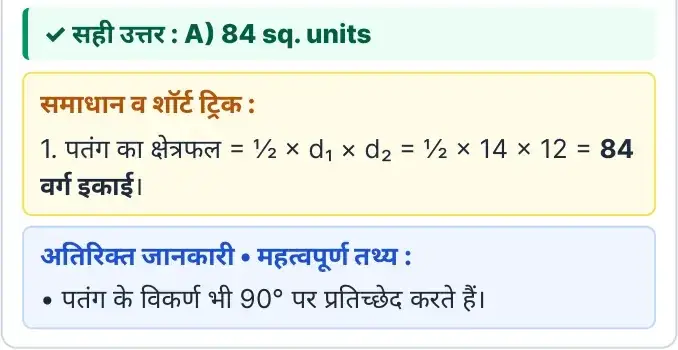 ✓ सही उत्तर : A) 84 sq. units
समाधान व शॉर्ट ट्रिक :
1. पतंग का क्षेत्रफल = ½ × d₁ × d₂ = ½ × 14 × 12 = 84
वर्ग इकाई।
अतिरिक्त जानकारी • महत्वपूर्ण तथ्य :
• पतंग के विकर्ण भी 90° पर प्रतिच्छेद करते हैं।